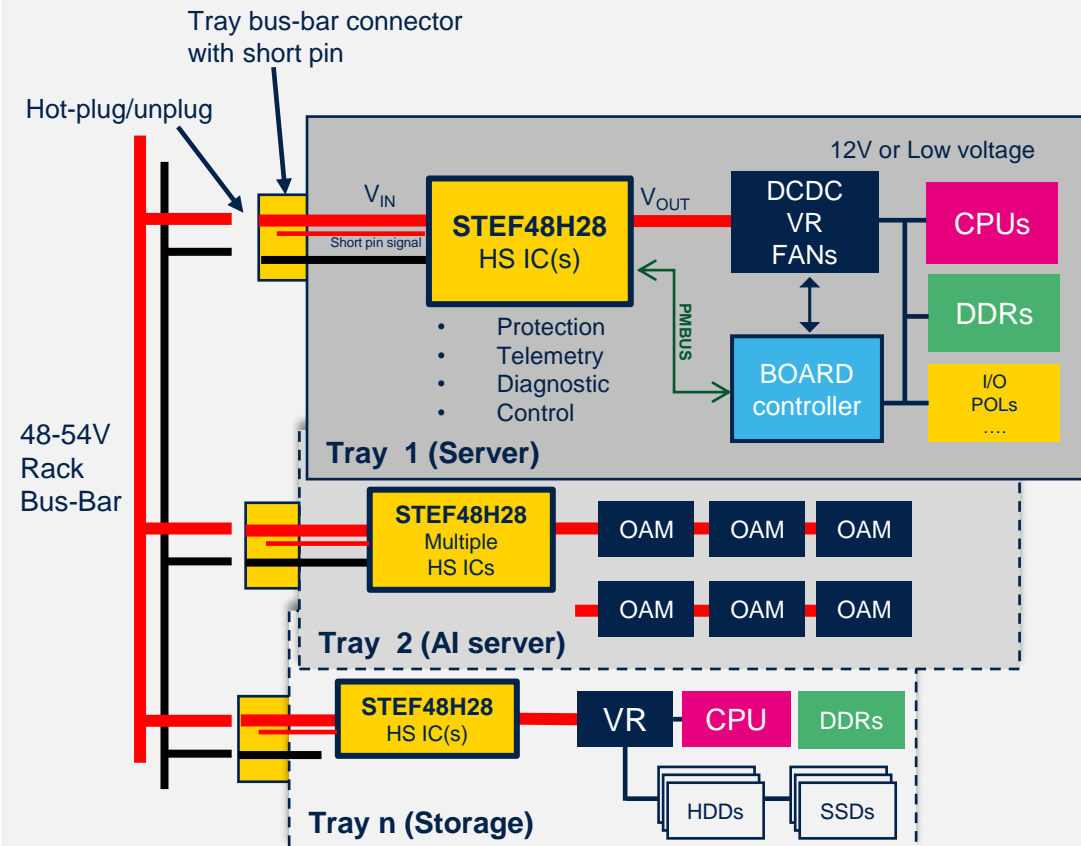 Tray bus-bar connector
with short pin
Hot-plug/unplug
12V or Low voltage
VIN
Short pin signal
STEF48H28
HS IC(s)
VOUT
DCDC
VR
FANs
CPUs
DDRs
PMBUS
• Protection
• Telemetry
• Diagnostic
• Control
BOARD
controller
I/O
POLs
....
Tray 1 (Server)
48-54V
Rack
Bus-Bar
STEF48H28
Multiple
HS ICs
OAM OAM OAM
OAM OAM OAM
Tray 2 (AI server)
STEF48H28
HS IC(s)
VR CPU DDRs
HDDs SSDs
Tray n (Storage)